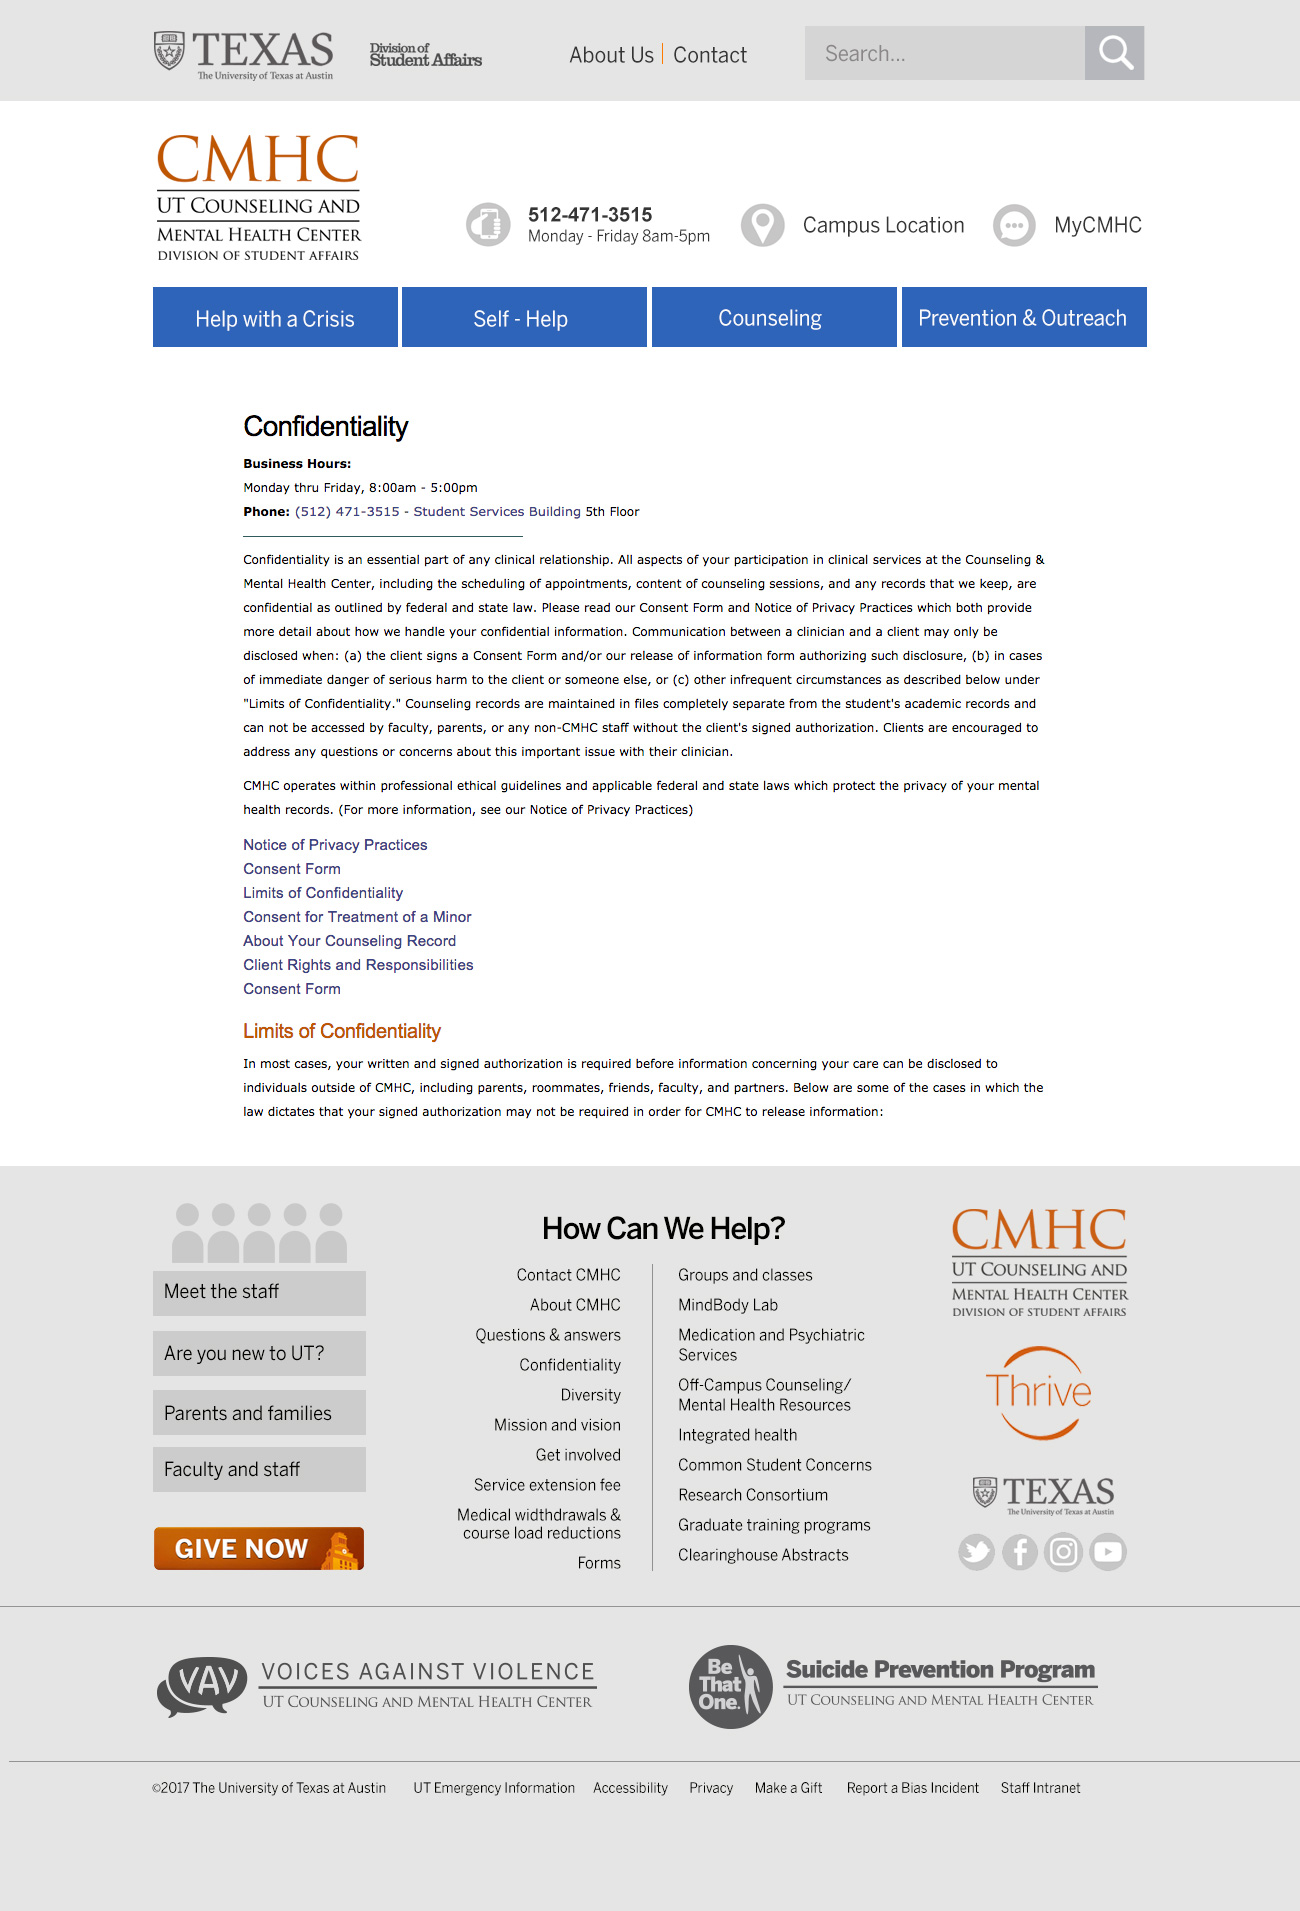 TEXAS
The University of Texas at Austin
Division of
Student Affairs
About Us | Contact
Search...
CMHC
UT COUNSELING AND
MENTAL HEALTH CENTER
DIVISION OF STUDENT AFFAIRS
512-471-3515
Monday - Friday 8am-5pm
Campus Location
MyCMHC
Help with a Crisis
Self - Help
Counseling
Prevention & Outreach
Confidentiality
Business Hours:
Monday thru Friday, 8:00am - 5:00pm
Phone: (512) 471-3515 - Student Services Building 5th Floor
Confidentiality is an essential part of any clinical relationship. All aspects of your participation in clinical services at the Counseling &
Mental Health Center, including the scheduling of appointments, content of counseling sessions, and any records that we keep, are
confidential as outlined by federal and state law. Please read our Consent Form and Notice of Privacy Practices which both provide
more detail about how we handle your confidential information. Communication between a clinician and a client may only be
disclosed when: (a) the client signs a Consent Form and/or our release of information form authorizing such disclosure, (b) in cases
of immediate danger of serious harm to the client or someone else, or (c) other infrequent circumstances as described below under
"Limits of Confidentiality." Counseling records are maintained in files completely separate from the student's academic records and
can not be accessed by faculty, parents, or any non-CMHC staff without the client's signed authorization. Clients are encouraged to
address any questions or concerns about this important issue with their clinician.
CMHC operates within professional ethical guidelines and applicable federal and state laws which protect the privacy of your mental
health records. (For more information, see our Notice of Privacy Practices)
Notice of Privacy Practices
Consent Form
Limits of Confidentiality
Consent for Treatment of a Minor
About Your Counseling Record
Client Rights and Responsibilities
Consent Form
Limits of Confidentiality
In most cases, your written and signed authorization is required before information concerning your care can be disclosed to
individuals outside of CMHC, including parents, roommates, friends, faculty, and partners. Below are some of the cases in which the
law dictates that your signed authorization may not be required in order for CMHC to release information:
Meet the staff
Are you new to UT?
Parents and families
Faculty and staff
GIVE NOW
How Can We Help?
Contact CMHC
About CMHC
Questions & answers
Confidentiality
Diversity
Mission and vision
Get involved
Service extension fee
Medical widthdrawals &
course load reductions
Forms
Groups and classes
MindBody Lab
Medication and Psychiatric
Services
Off-Campus Counseling/
Mental Health Resources
Integrated health
Common Student Concerns
Research Consortium
Graduate training programs
Clearinghouse Abstracts
CMHC
UT COUNSELING AND
MENTAL HEALTH CENTER
DIVISION OF STUDENT AFFAIRS
Thrive
TEXAS
The University of Texas at Austin
VAV
VOICES AGAINST VIOLENCE
UT COUNSELING AND MENTAL HEALTH CENTER
Be
That
One.
Suicide Prevention Program
UT COUNSELING AND MENTAL HEALTH CENTER
©2017 The University of Texas at Austin UT Emergency Information Accessibility Privacy Make a Gift Report a Bias Incident Staff Intranet